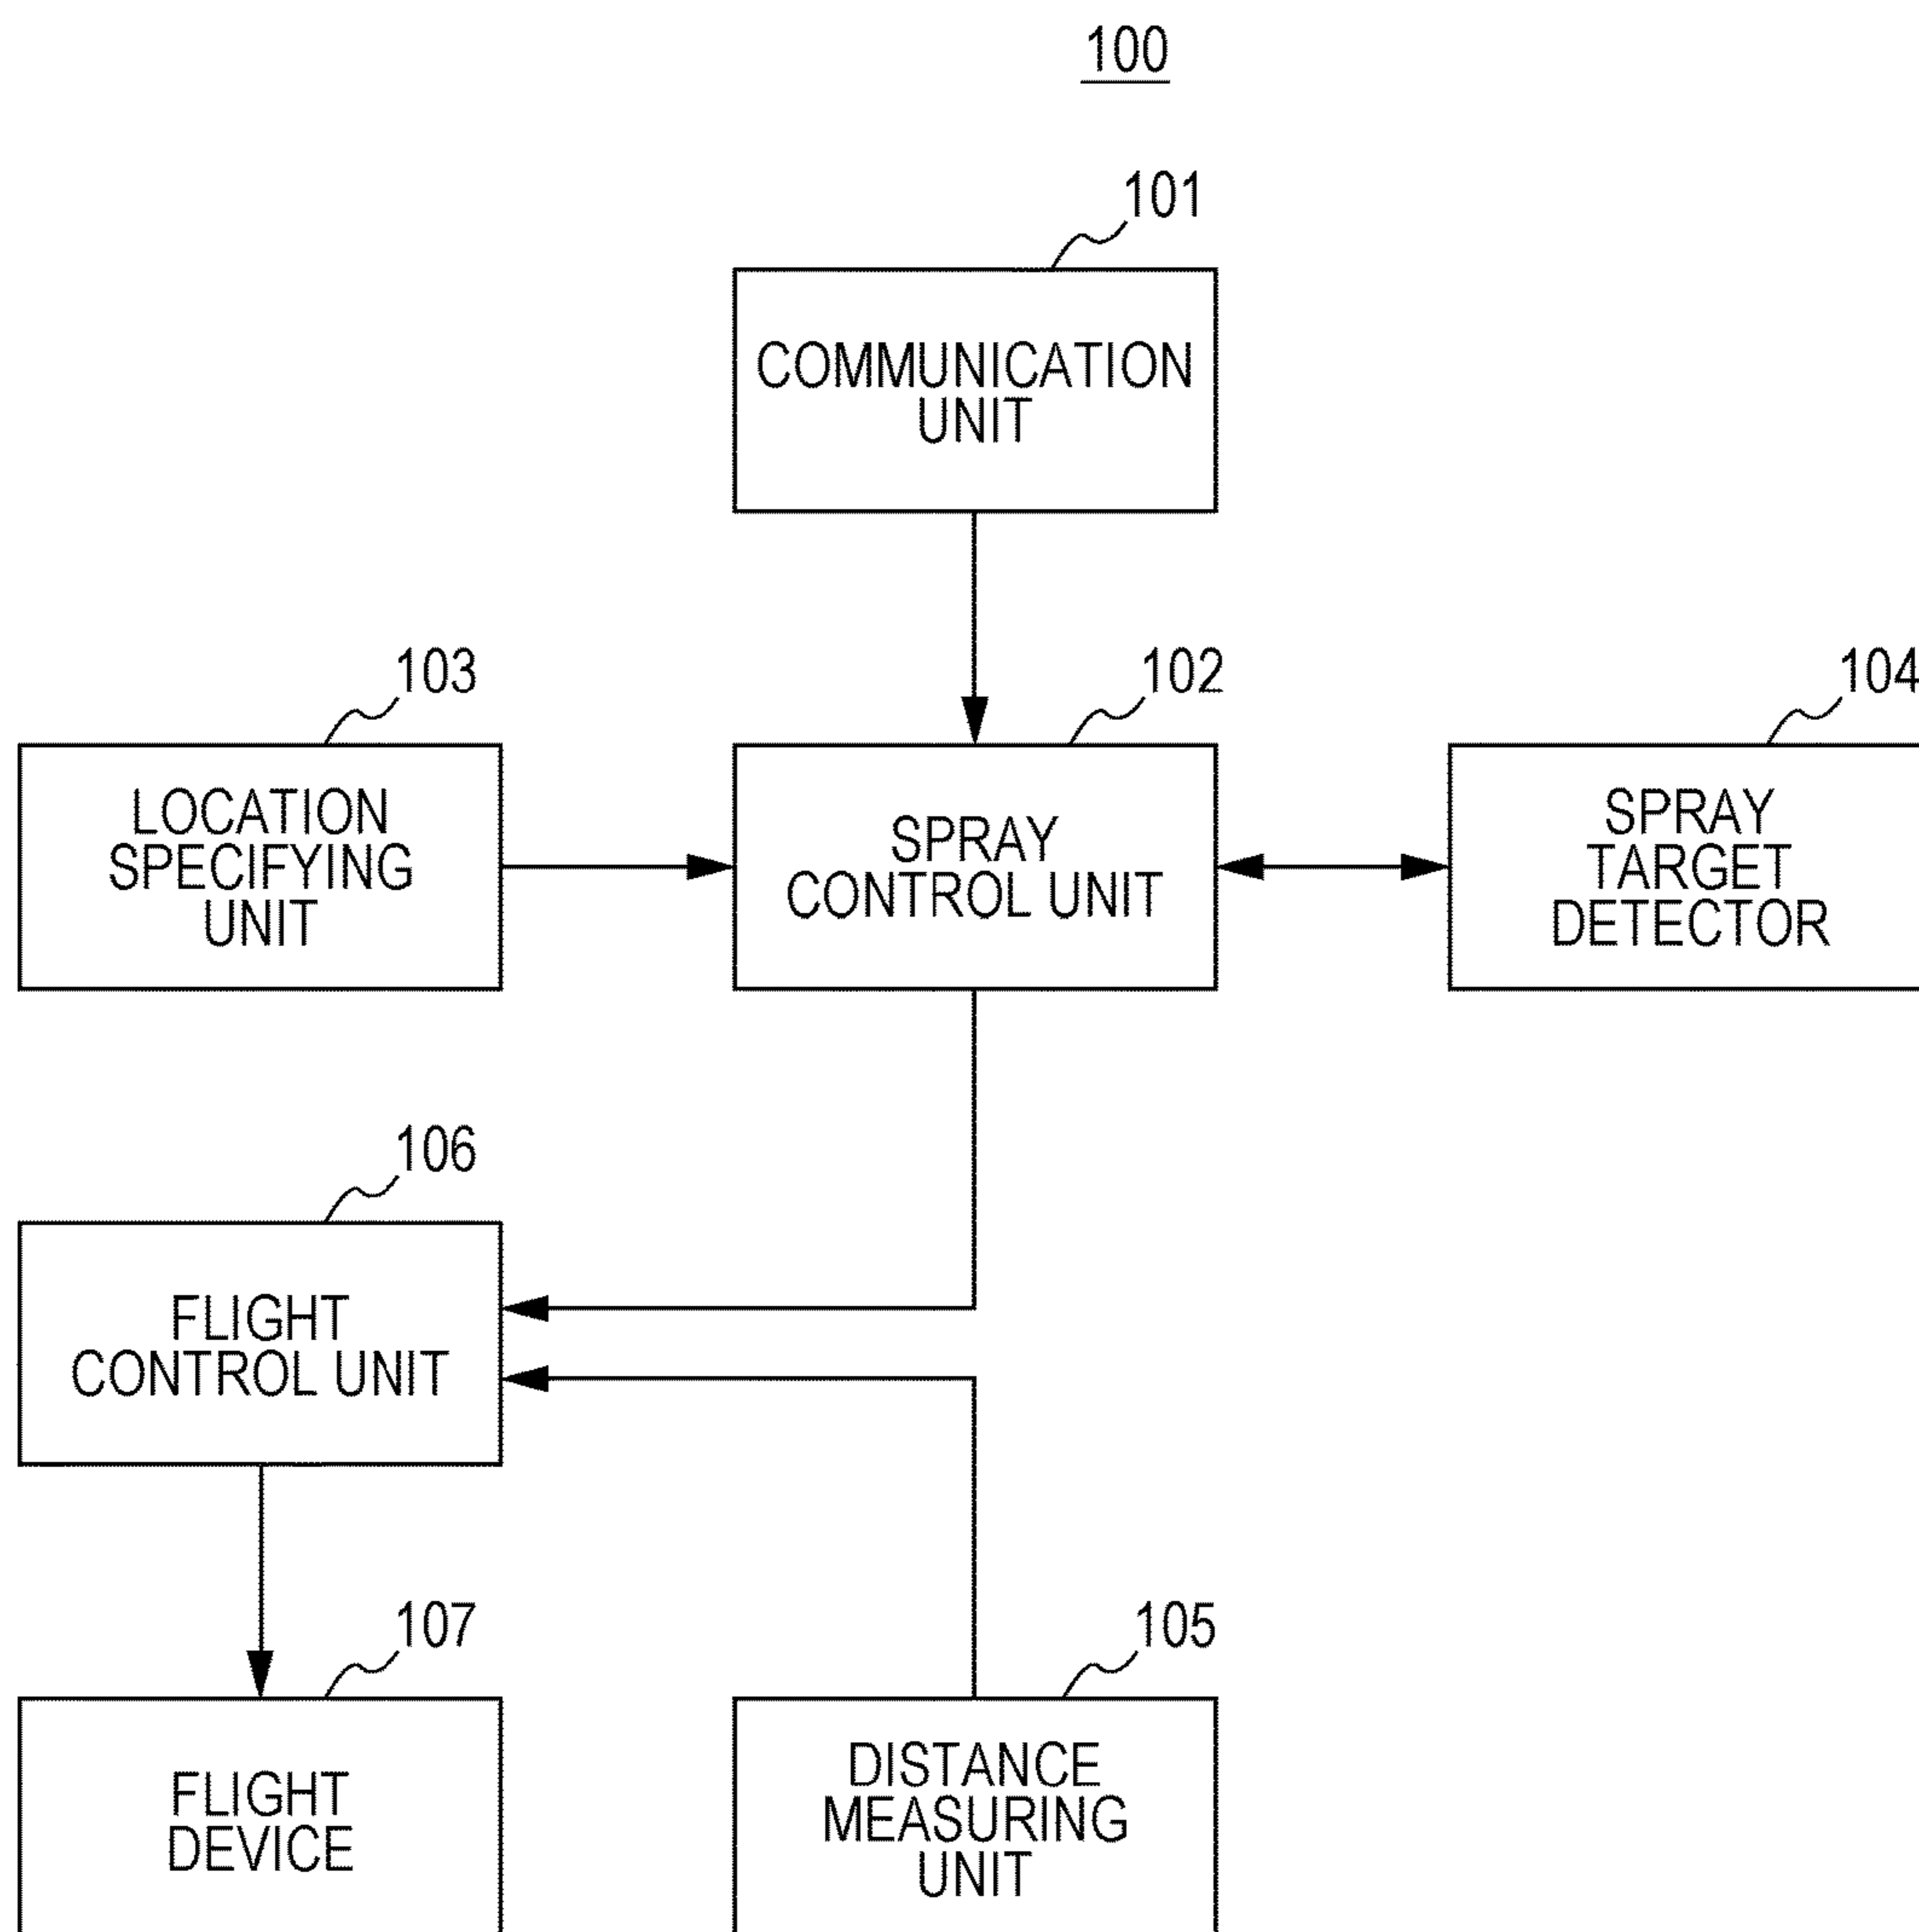 100
101
COMMUNICATION
UNIT
103
102
104
LOCATION
SPECIFYING
UNIT
SPRAY
CONTROL UNIT
SPRAY
TARGET
DETECTOR
106
FLIGHT
CONTROL UNIT
107
105
FLIGHT
DEVICE
DISTANCE
MEASURING
UNIT